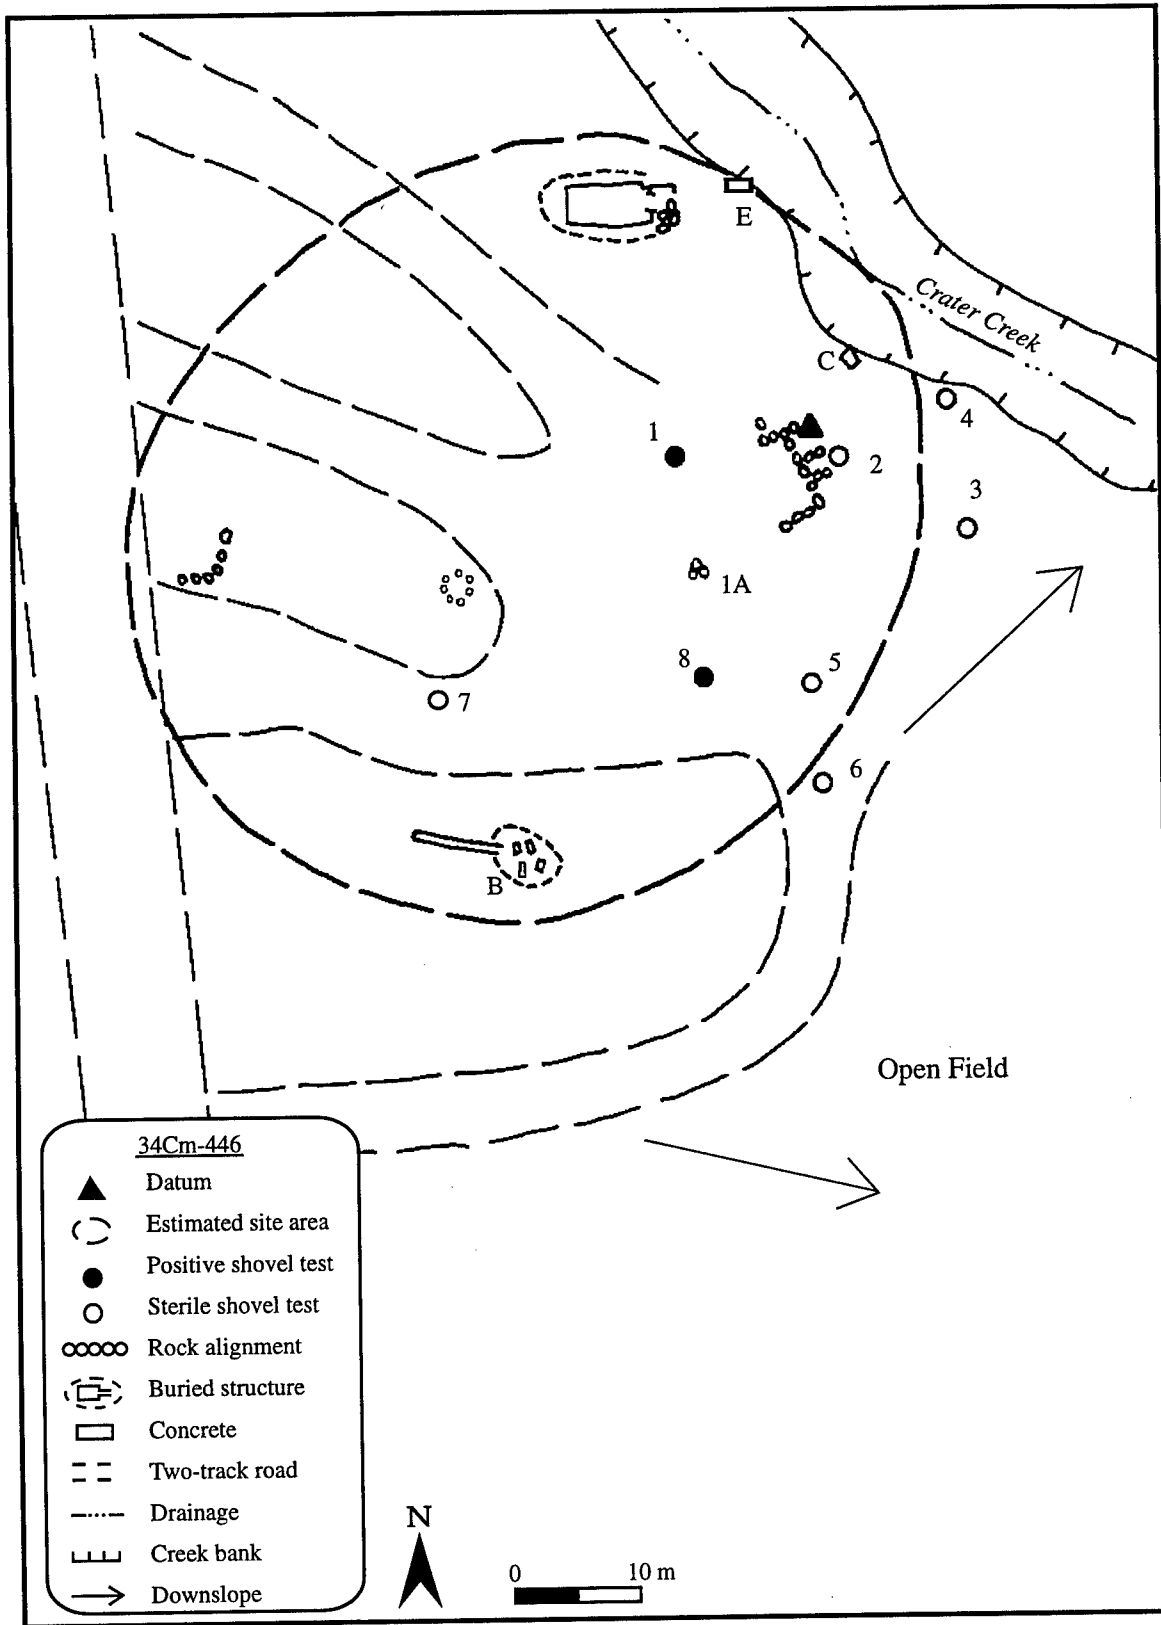 E
Crater Creek
C
4
1
2
3
1A
8
5
7
6
B
Open Field
34Cm-446
Datum
Estimated site area
Positive shovel test
Sterile shovel test
Rock alignment
Buried structure
Concrete
Two-track road
Drainage
Creek bank
Downslope
N
0 10 m